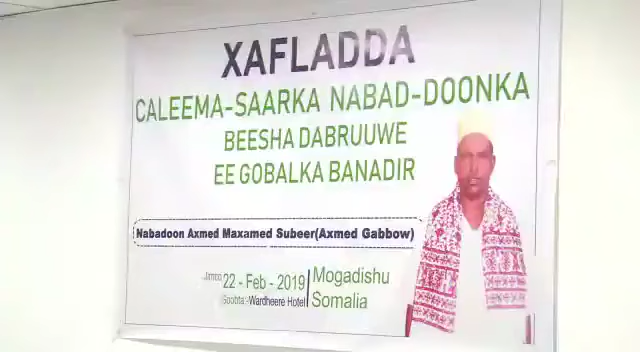 XAFLADDA
CALEEMA-SAARKA NABAD-DOONKA
BEESHA DABRUUWE
EE GOBALKA BANADIR
Nabadoon Axmed Maxamed Subeer(Axmed Gabbow)
Jimco 22 - Feb - 2019 Mogadishu
Goobta:-Wardheere Hotel Somalia